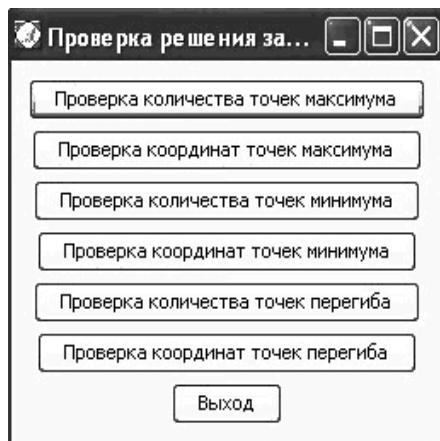 Проверка решения за...
Проверка количества точек максимума
Проверка координат точек максимума
Проверка количества точек минимума
Проверка координат точек минимума
Проверка количества точек перегиба
Проверка координат точек перегиба
Выход